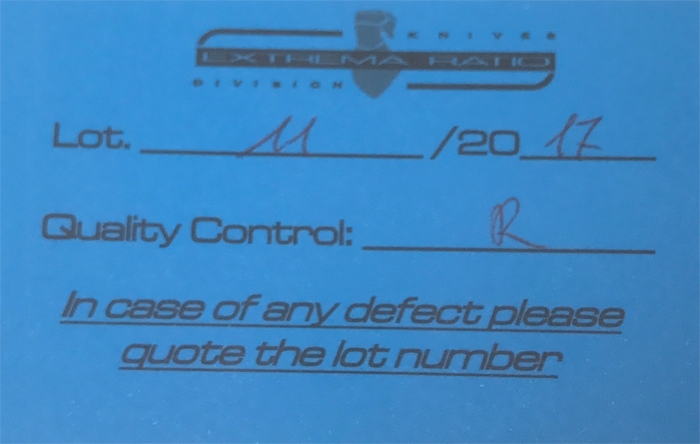 KNIVES
EXTREMA RATIO
DIVISION
Lot. 11 /20 17
Quality Control: R
In case of any defect please
quote the lot number